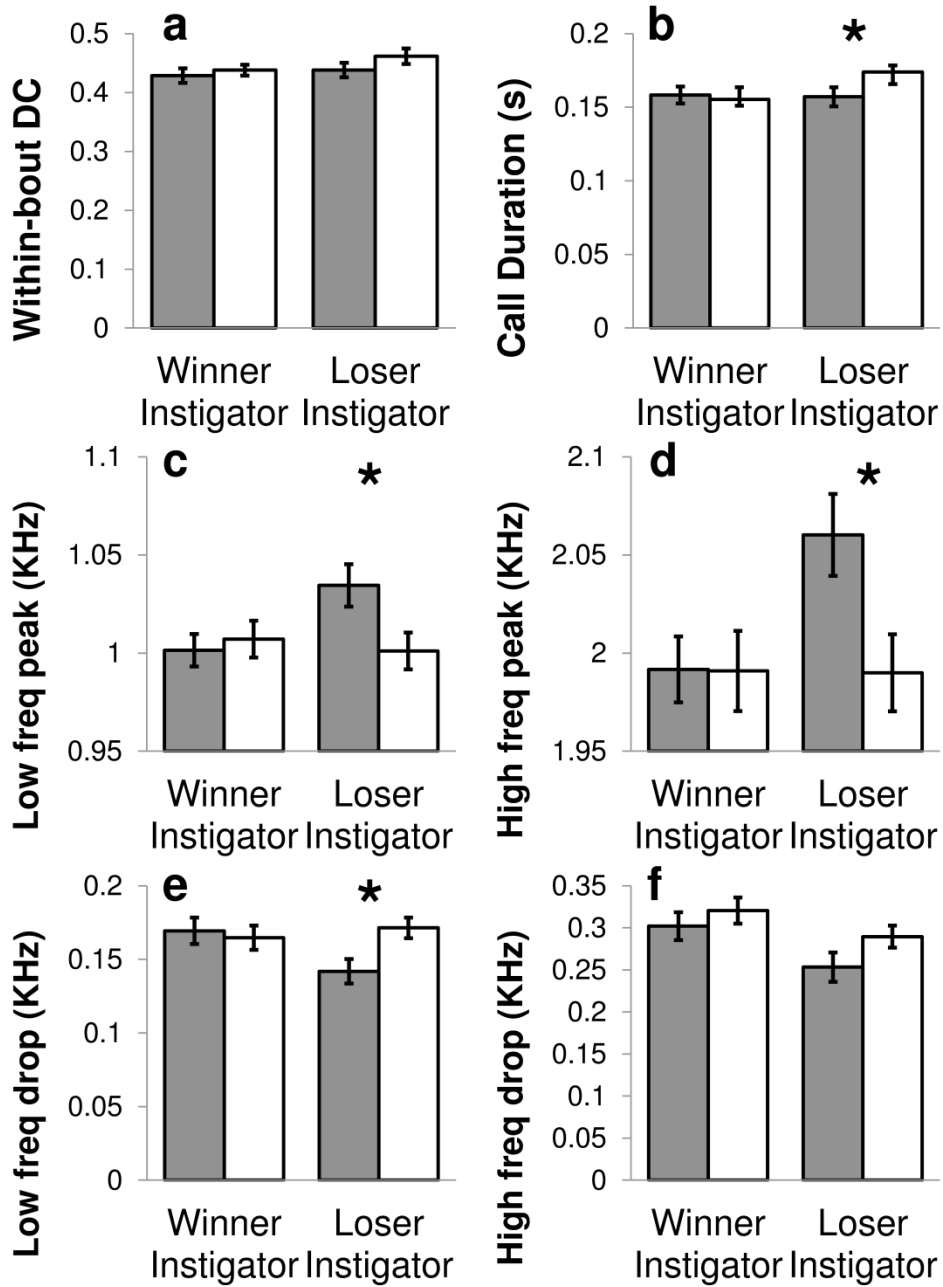 a
Within-bout DC
0.5
0.4
0.3
0.2
0.1
0
Winner
Instigator
Loser
Instigator
b
*
Call Duration (s)
0.2
0.15
0.1
0.05
0
Winner
Instigator
Loser
Instigator
c
*
Low freq peak (KHz)
1.1
1.05
1
0.95
Winner
Instigator
Loser
Instigator
d
*
High freq peak (KHz)
2.1
2.05
2
1.95
Winner
Instigator
Loser
Instigator
e
*
Low freq drop (KHz)
0.2
0.15
0.1
0.05
0
Winner
Instigator
Loser
Instigator
f
High freq drop (KHz)
0.35
0.3
0.25
0.2
0.15
0.1
0.05
0
Winner
Instigator
Loser
Instigator